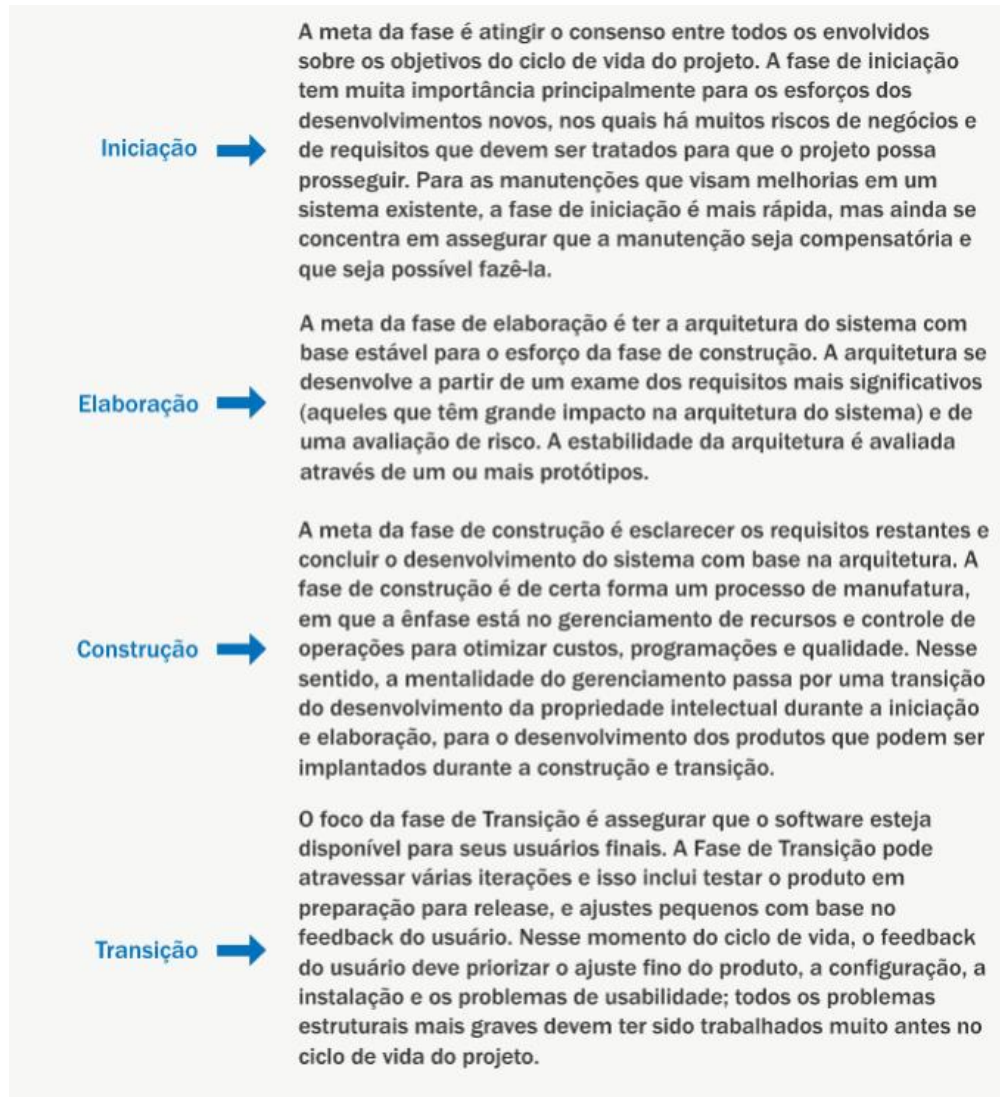 Iniciação
A meta da fase é atingir o consenso entre todos os envolvidos
sobre os objetivos do ciclo de vida do projeto. A fase de iniciação
tem muita importância principalmente para os esforços dos
desenvolvimentos novos, nos quais há muitos riscos de negócios e
de requisitos que devem ser tratados para que o projeto possa
prosseguir. Para as manutenções que visam melhorias em um
sistema existente, a fase de iniciação é mais rápida, mas ainda se
concentra em assegurar que a manutenção seja compensatória e
que seja possível fazê-la.
Elaboração
A meta da fase de elaboração é ter a arquitetura do sistema com
base estável para o esforço da fase de construção. A arquitetura se
desenvolve a partir de um exame dos requisitos mais significativos
(aqueles que têm grande impacto na arquitetura do sistema) e de
uma avaliação de risco. A estabilidade da arquitetura é avaliada
através de um ou mais protótipos.
Construção
A meta da fase de construção é esclarecer os requisitos restantes e
concluir o desenvolvimento do sistema com base na arquitetura. A
fase de construção é de certa forma um processo de manufatura,
em que a ênfase está no gerenciamento de recursos e controle de
operações para otimizar custos, programações e qualidade. Nesse
sentido, a mentalidade do gerenciamento passa por uma transição
do desenvolvimento da propriedade intelectual durante a iniciação
e elaboração, para o desenvolvimento dos produtos que podem ser
implantados durante a construção e transição.
Transição
O foco da fase de Transição é assegurar que o software esteja
disponível para seus usuários finais. A Fase de Transição pode
atravessar várias iterações e isso inclui testar o produto em
preparação para release, e ajustes pequenos com base no
feedback do usuário. Nesse momento do ciclo de vida, o feedback
do usuário deve priorizar o ajuste fino do produto, a configuração, a
instalação e os problemas de usabilidade; todos os problemas
estruturais mais graves devem ter sido trabalhados muito antes no
ciclo de vida do projeto.